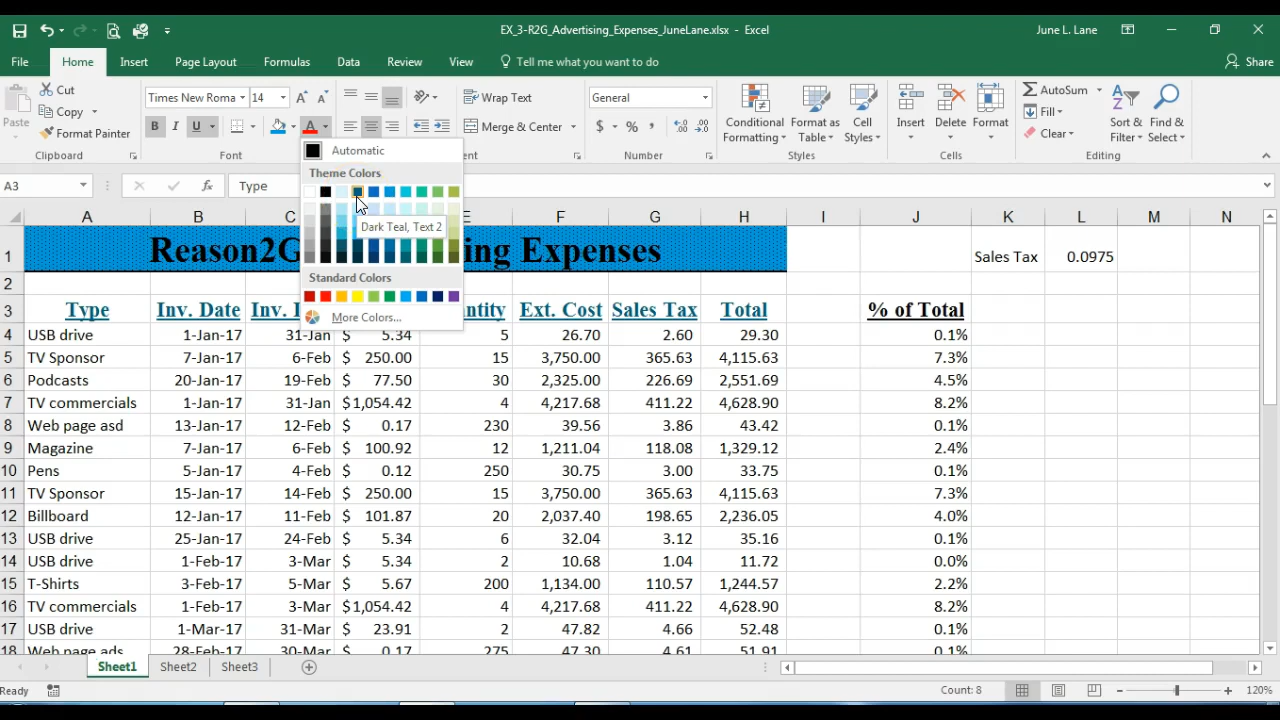 EX_3-R2G_Advertising_Expenses_JuneLane.xlsx - Excel
June L. Lane
File Home Insert Page Layout Formulas Data Review View Tell me what you want to do Share
Paste Cut Copy Format Painter Clipboard
Times New Roma 14 B I U A Font
Wrap Text Merge & Center
General $ % , Number
Conditional Formatting Format as Table Cell Styles Styles
Insert Delete Format Cells
AutoSum Fill Clear Sort & Filter Find & Select Editing
Automatic
Theme Colors
Dark Teal, Text 2
Standard Colors
More Colors...
A3 fx Type
A B C E F G H I J K L M N
1 Reason2G ing Expenses Sales Tax 0.0975
2
3 Type Inv. Date Inv. ntity Ext. Cost Sales Tax Total % of Total
4 USB drive 1-Jan-17 31-Jan $ 5.34 5 26.70 2.60 29.30 0.1%
5 TV Sponsor 7-Jan-17 6-Feb $ 250.00 15 3,750.00 365.63 4,115.63 7.3%
6 Podcasts 20-Jan-17 19-Feb $ 77.50 30 2,325.00 226.69 2,551.69 4.5%
7 TV commercials 1-Jan-17 31-Jan $1,054.42 4 4,217.68 411.22 4,628.90 8.2%
8 Web page asd 13-Jan-17 12-Feb $ 0.17 230 39.56 3.86 43.42 0.1%
9 Magazine 7-Jan-17 6-Feb $ 100.92 12 1,211.04 118.08 1,329.12 2.4%
10 Pens 5-Jan-17 4-Feb $ 0.12 250 30.75 3.00 33.75 0.1%
11 TV Sponsor 15-Jan-17 14-Feb $ 250.00 15 3,750.00 365.63 4,115.63 7.3%
12 Billboard 12-Jan-17 11-Feb $ 101.87 20 2,037.40 198.65 2,236.05 4.0%
13 USB drive 25-Jan-17 24-Feb $ 5.34 6 32.04 3.12 35.16 0.1%
14 USB drive 1-Feb-17 3-Mar $ 5.34 2 10.68 1.04 11.72 0.0%
15 T-Shirts 3-Feb-17 5-Mar $ 5.67 200 1,134.00 110.57 1,244.57 2.2%
16 TV commercials 1-Feb-17 3-Mar $1,054.42 4 4,217.68 411.22 4,628.90 8.2%
17 USB drive 1-Mar-17 31-Mar $ 23.91 2 47.82 4.66 52.48 0.1%
18 Web page ads 28-Feb-17 30-Mar $ 0.17 275 47.30 4.61 51.91 0.1%
Sheet1 Sheet2 Sheet3
Ready Count: 8 120%